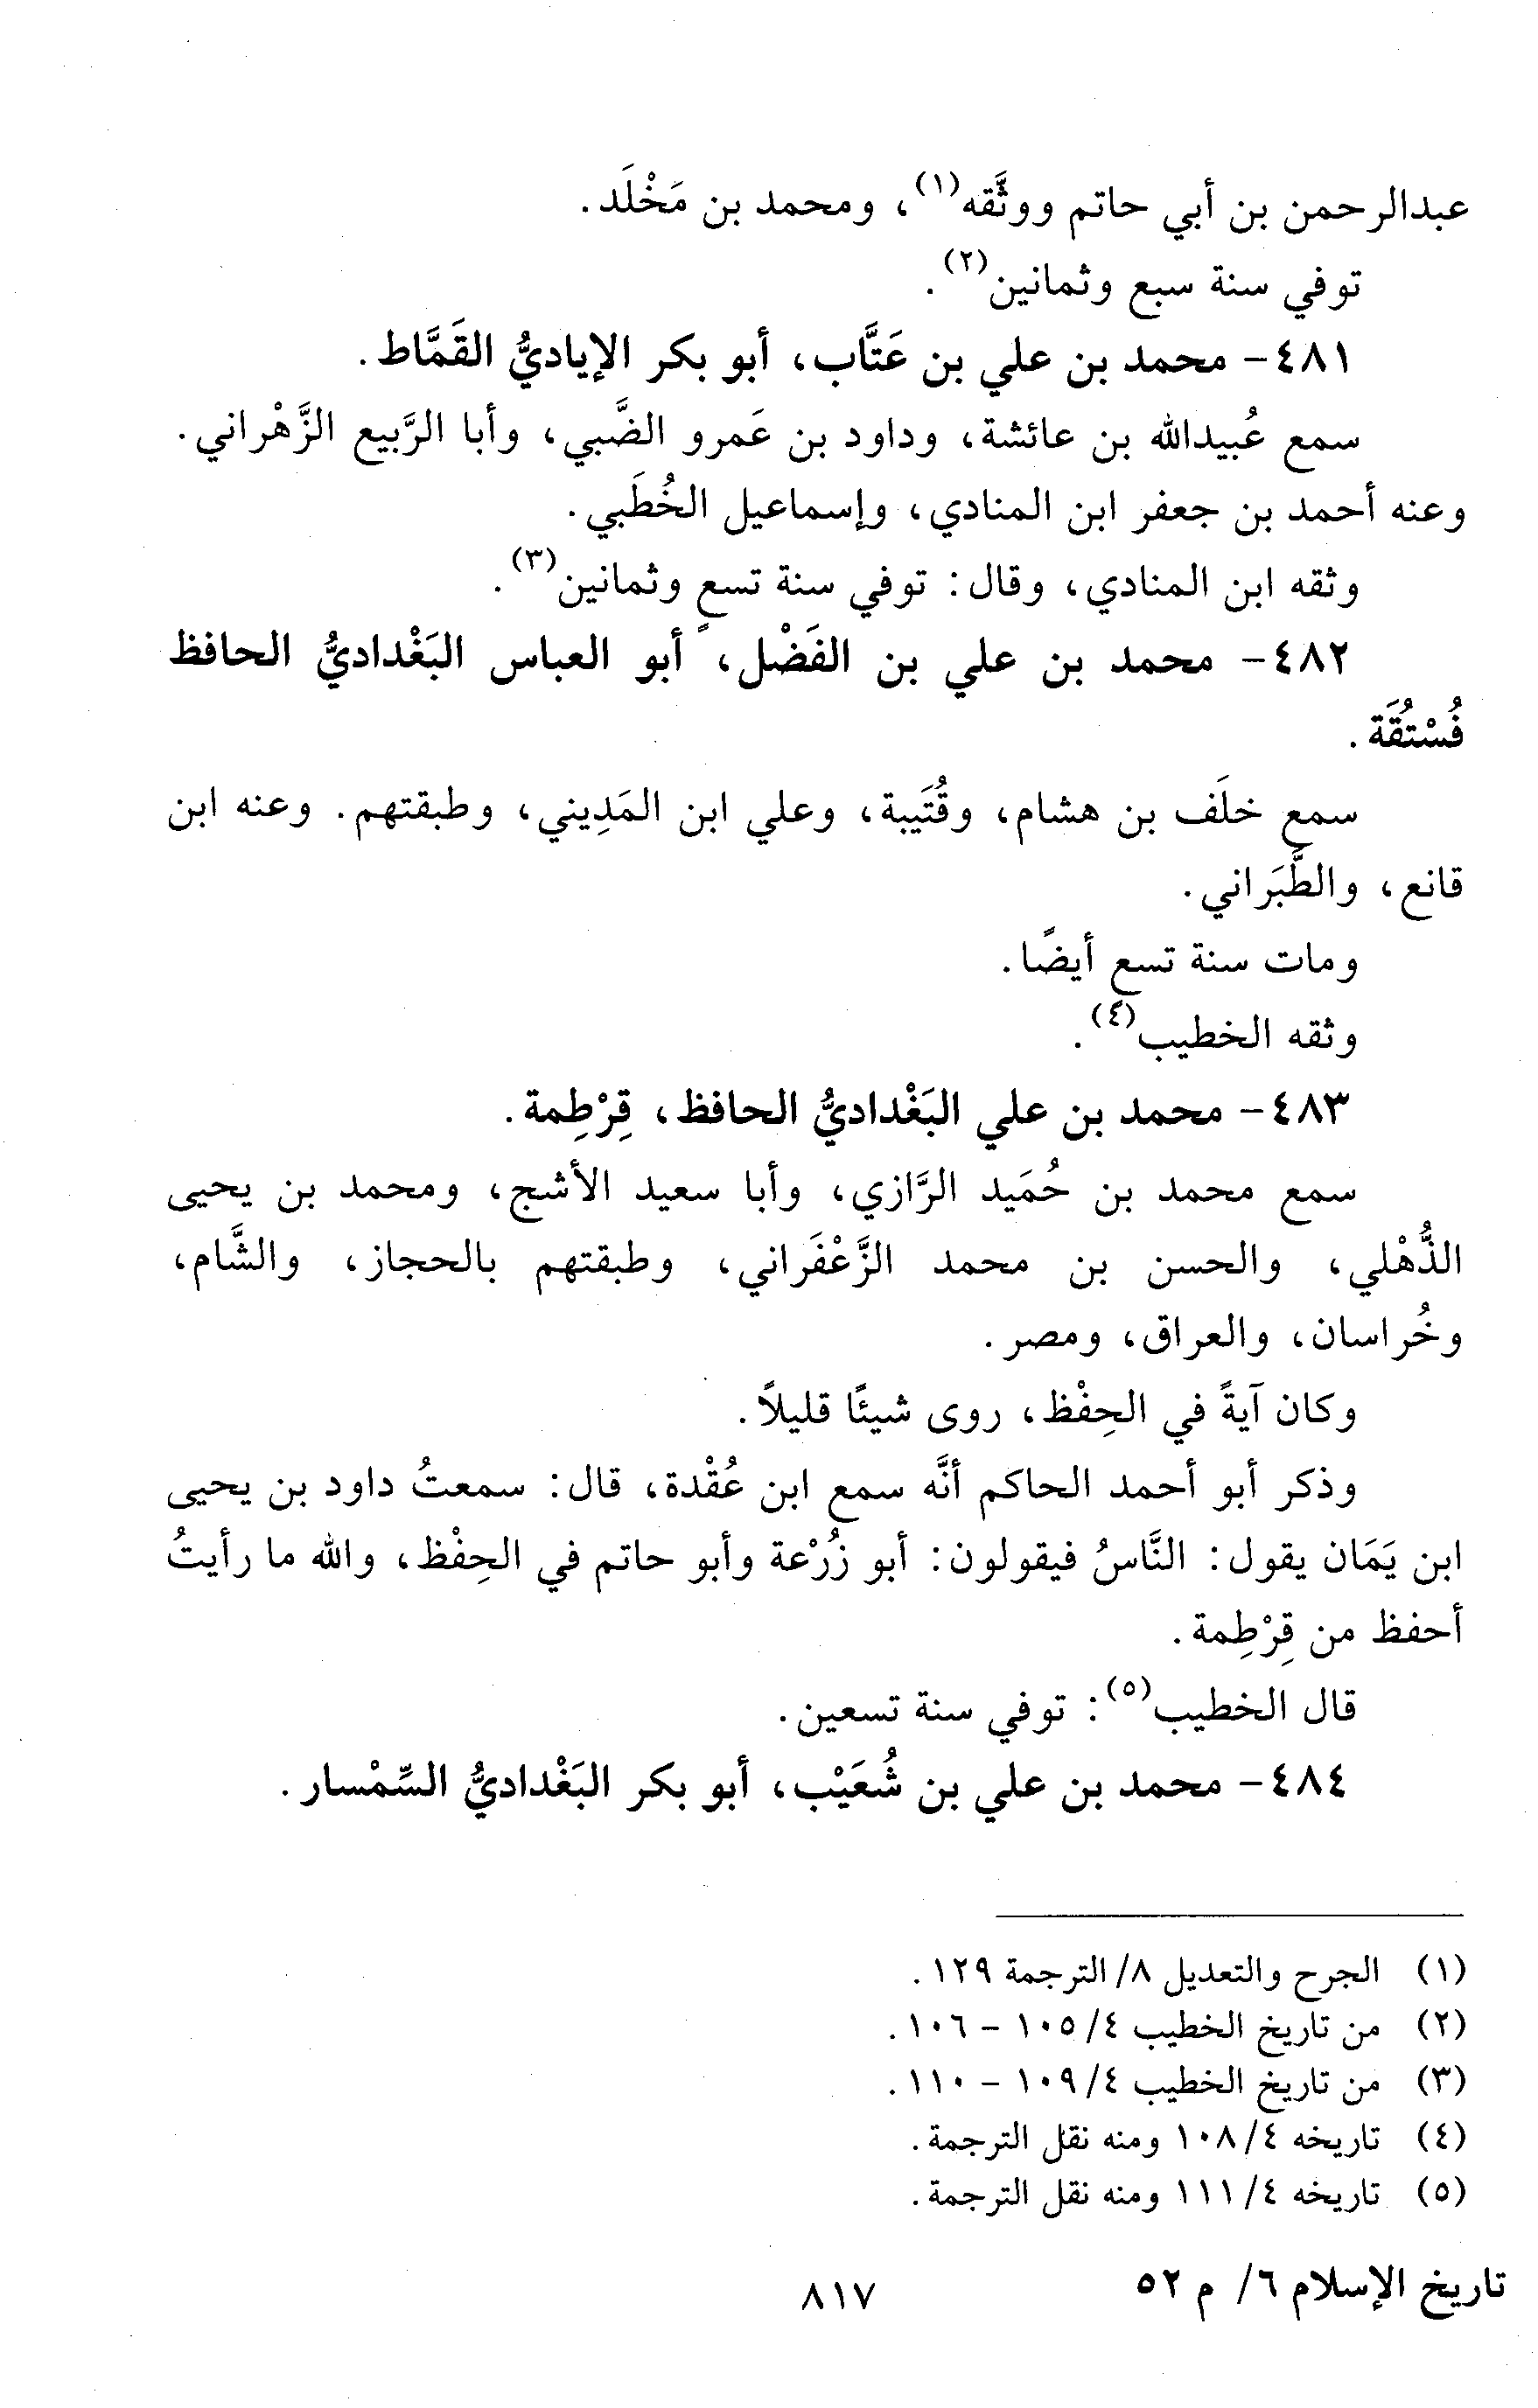 عبدالرحمن بن أبي حاتم ووثَّقه(١)، ومحمد بن مَخْلَد.
توفي سنة سبع وثمانين(٢).
٤٨١- محمد بن علي بن عَتَّاب، أبو بكر الإياديُّ القَمَّاط.
سمع عُبيدالله بن عائشة، وداود بن عَمرو الضَّبي، وأبا الرَّبيع الزَّهْراني.
وعنه أحمد بن جعفر ابن المنادي، وإسماعيل الخُطَبي.
وثقه ابن المنادي، وقال: توفي سنة تسعٍ وثمانين(٣).
٤٨٢- محمد بن علي بن الفَضْل، أبو العباس البَغْداديُّ الحافظ
فُسْتُقَة.
سمع خلَف بن هشام، وقُتَيبة، وعلي ابن المَدِيني، وطبقتهم. وعنه ابن
قانع، والطَّبَراني.
ومات سنة تسع أيضًا.
وثقه الخطيب(٤).
٤٨٣- محمد بن علي البَغْداديُّ الحافظ، قِرْطِمة.
سمع محمد بن حُمَيد الرَّازي، وأبا سعيد الأشج، ومحمد بن يحيى
الذُّهْلي، والحسن بن محمد الزَّعْفَراني، وطبقتهم بالحجاز، والشَّام،
وخُراسان، والعراق، ومصر.
وكان آيةً في الحِفْظ، روى شيئًا قليلاً.
وذكر أبو أحمد الحاكم أنَّه سمع ابن عُقْدة، قال: سمعتُ داود بن يحيى
ابن يَمَان يقول: النَّاسُ فيقولون: أبو زُرْعة وأبو حاتم في الحِفْظ، والله ما رأيتُ
أحفظ من قِرْطِمة.
قال الخطيب(٥): توفي سنة تسعين.
٤٨٤- محمد بن علي بن شُعَيْب، أبو بكر البَغْداديُّ السِّمْسار.
(١) الجرح والتعديل ٨/ الترجمة ١٢٩.
(٢) من تاريخ الخطيب ٤/ ١٠٥ - ١٠٦.
(٣) من تاريخ الخطيب ٤/ ١٠٩ - ١١٠.
(٤) تاريخه ٤/ ١٠٨ ومنه نقل الترجمة.
(٥) تاريخه ٤/ ١١١ ومنه نقل الترجمة.
تاريخ الإسلام ٦/ م ٥٢
٨١٧